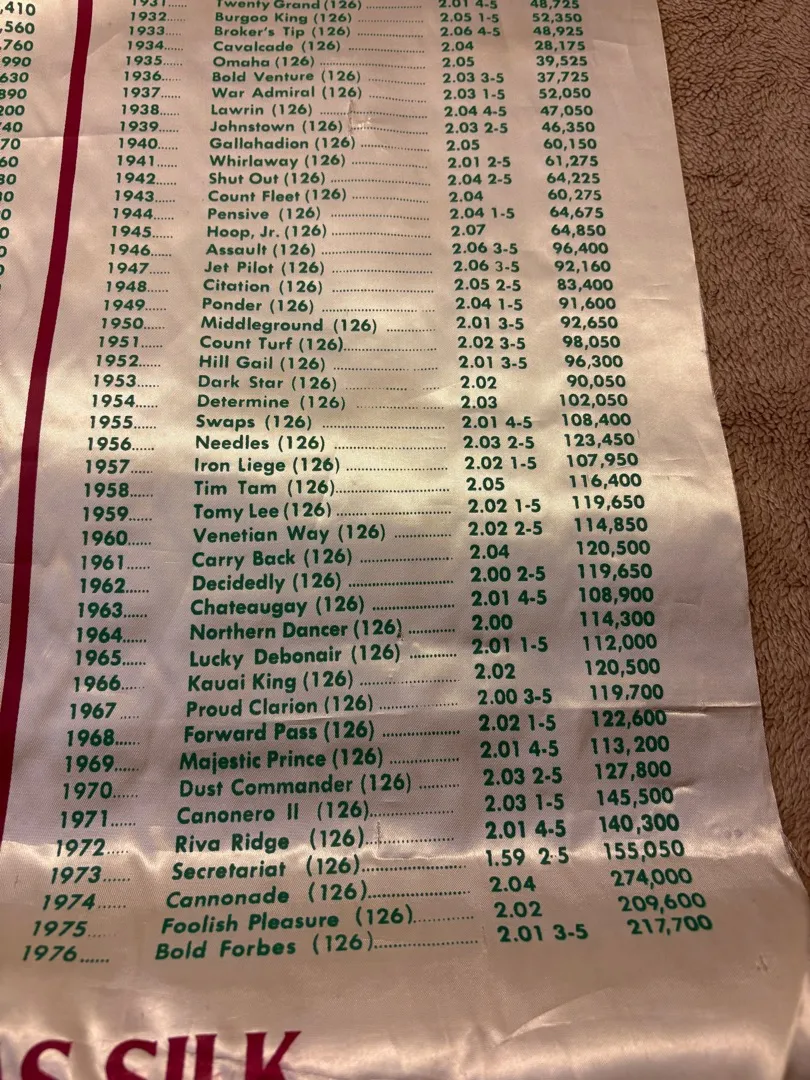 ,410
,560
,760
990
630
890
200
40
70
60
1931...... Twenty Grand (126) ........ 2.01 4-5 48,725
1932...... Burgoo King (126) ........ 2.05 1-5 52,350
1933...... Broker's Tip (126) ........ 2.06 4-5 48,925
1934...... Cavalcade (126) ........ 2.04 28,175
1935...... Omaha (126) ........ 2.05 39,525
1936...... Bold Venture (126) ........ 2.03 3-5 37,725
1937...... War Admiral (126) ........ 2.03 1-5 52,050
1938...... Lawrin (126) ........ 2.04 4-5 47,050
1939...... Johnstown (126) ........ 2.03 2-5 46,350
1940...... Gallahadion (126) ........ 2.05 60,150
1941...... Whirlaway (126) ........ 2.01 2-5 61,275
1942...... Shut Out (126) ........ 2.04 2-5 64,225
1943...... Count Fleet (126) ........ 2.04 60,275
1944...... Pensive (126) ........ 2.04 1-5 64,675
1945...... Hoop, Jr. (126) ........ 2.07 64,850
1946...... Assault (126) ........ 2.06 3-5 96,400
1947...... Jet Pilot (126) ........ 2.06 3-5 92,160
1948...... Citation (126) ........ 2.05 2-5 83,400
1949...... Ponder (126) ........ 2.04 1-5 91,600
1950...... Middleground (126) ........ 2.01 3-5 92,650
1951...... Count Turf (126)........ 2.02 3-5 98,050
1952...... Hill Gail (126) ........ 2.01 3-5 96,300
1953...... Dark Star (126) ........ 2.02 90,050
1954...... Determine (126) ........ 2.03 102,050
1955...... Swaps (126) ........ 2.01 4-5 108,400
1956...... Needles (126) ........ 2.03 2-5 123,450
1957...... Iron Liege (126) ........ 2.02 1-5 107,950
1958...... Tim Tam (126)........ 2.05 116,400
1959...... Tomy Lee (126) ........ 2.02 1-5 119,650
1960...... Venetian Way (126) ........ 2.02 2-5 114,850
1961...... Carry Back (126) ........ 2.04 120,500
1962...... Decidedly (126) ........ 2.00 2-5 119,650
1963...... Chateaugay (126) ........ 2.01 4-5 108,900
1964...... Northern Dancer (126) ........ 2.00 114,300
1965...... Lucky Debonair (126) ........ 2.01 1-5 112,000
1966...... Kauai King (126) ........ 2.02 120,500
1967 ..... Proud Clarion (126) ........ 2.00 3-5 119,700
1968...... Forward Pass (126) ........ 2.02 1-5 122,600
1969...... Majestic Prince (126) ........ 2.01 4-5 113,200
1970...... Dust Commander (126) ........ 2.03 2-5 127,800
1971...... Canonero II (126)........ 2.03 1-5 145,500
1972..... Riva Ridge (126)........ 2.01 4-5 140,300
1973...... Secretariat (126)........ 1.59 2-5 155,050
1974...... Cannonade (126)........ 2.04 274,000
1975..... Foolish Pleasure (126)........ 2.02 209,600
1976...... Bold Forbes (126)........ 2.01 3-5 217,700
AS SILK